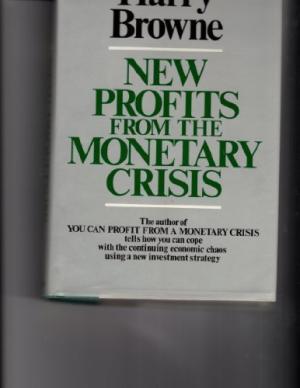 Harry
Browne
NEW
PROFITS
FROM THE
MONETARY
CRISIS
The author of
YOU CAN PROFIT FROM A MONETARY CRISIS
tells how you can cope
with the continuing economic chaos
using a new investment strategy